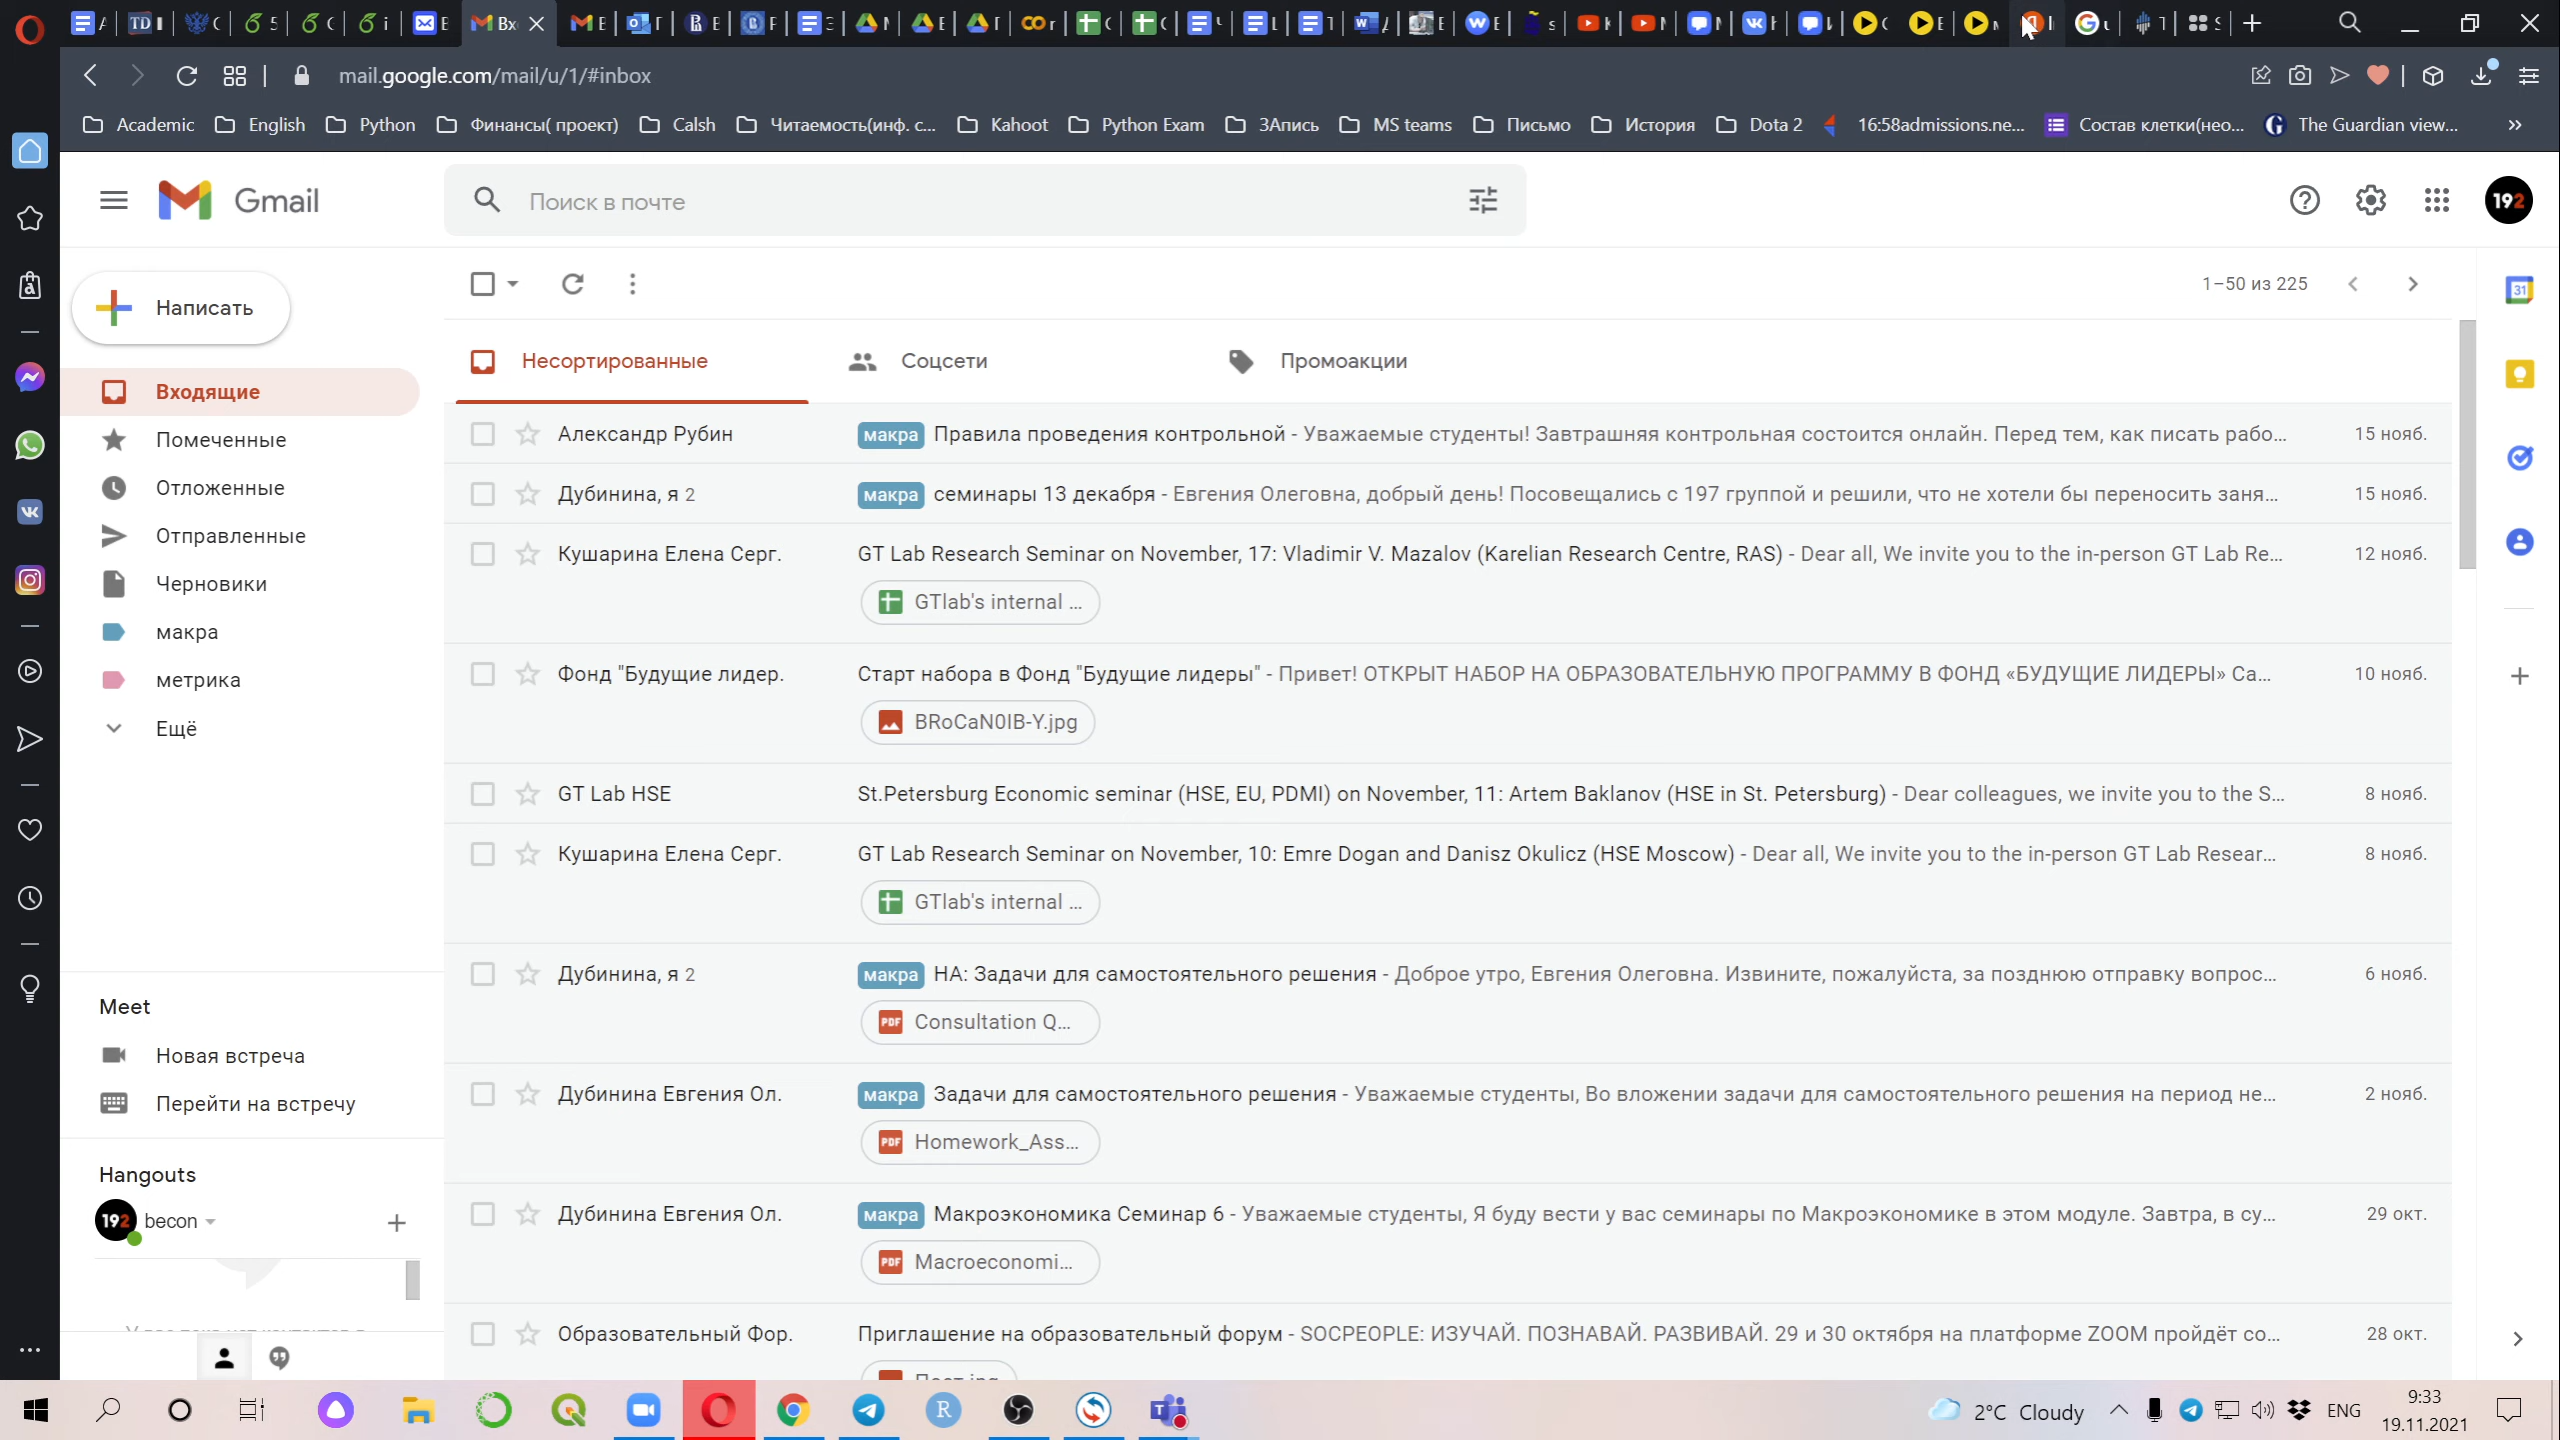 Вх
mail.google.com/mail/u/1/#inbox
Academic English Python Финансы( проект) Calsh Читаемость(инф. с... Kahoot Python Exam ЗАпись MS teams Письмо История Dota 2 16:58admissions.ne... Состав клетки(нео... The Guardian view... »
Gmail
Поиск в почте
192
Написать
1–50 из 225
Несортированные Соцсети Промоакции
Входящие
Помеченные
Отложенные
Отправленные
Черновики
макра
метрика
Ещё
Александр Рубин макра Правила проведения контрольной - Уважаемые студенты! Завтрашняя контрольная состоится онлайн. Перед тем, как писать рабо... 15 нояб.
Дубинина, я 2 макра семинары 13 декабря - Евгения Олеговна, добрый день! Посовещались с 197 группой и решили, что не хотели бы переносить заня... 15 нояб.
Кушарина Елена Серг. GT Lab Research Seminar on November, 17: Vladimir V. Mazalov (Karelian Research Centre, RAS) - Dear all, We invite you to the in-person GT Lab Re... 12 нояб.
GTlab's internal ...
Фонд "Будущие лидер. Старт набора в Фонд "Будущие лидеры" - Привет! ОТКРЫТ НАБОР НА ОБРАЗОВАТЕЛЬНУЮ ПРОГРАММУ В ФОНД «БУДУЩИЕ ЛИДЕРЫ» Са... 10 нояб.
BRoCaN0IB-Y.jpg
GT Lab HSE St.Petersburg Economic seminar (HSE, EU, PDMI) on November, 11: Artem Baklanov (HSE in St. Petersburg) - Dear colleagues, we invite you to the S... 8 нояб.
Кушарина Елена Серг. GT Lab Research Seminar on November, 10: Emre Dogan and Danisz Okulicz (HSE Moscow) - Dear all, We invite you to the in-person GT Lab Resear... 8 нояб.
GTlab's internal ...
Дубинина, я 2 макра НА: Задачи для самостоятельного решения - Доброе утро, Евгения Олеговна. Извините, пожалуйста, за позднюю отправку вопрос... 6 нояб.
PDF Consultation Q...
Дубинина Евгения Ол. макра Задачи для самостоятельного решения - Уважаемые студенты, Во вложении задачи для самостоятельного решения на период не... 2 нояб.
PDF Homework_Ass...
Дубинина Евгения Ол. макра Макроэкономика Семинар 6 - Уважаемые студенты, Я буду вести у вас семинары по Макроэкономике в этом модуле. Завтра, в су... 29 окт.
PDF Macroeconomi...
Образовательный Фор. Приглашение на образовательный форум - SOCPEOPLE: ИЗУЧАЙ. ПОЗНАВАЙ. РАЗВИВАЙ. 29 и 30 октября на платформе ZOOM пройдёт со... 28 окт.
Meet
Новая встреча
Перейти на встречу
Hangouts
192 becon
31
2°C Cloudy
ENG
9:33
19.11.2021